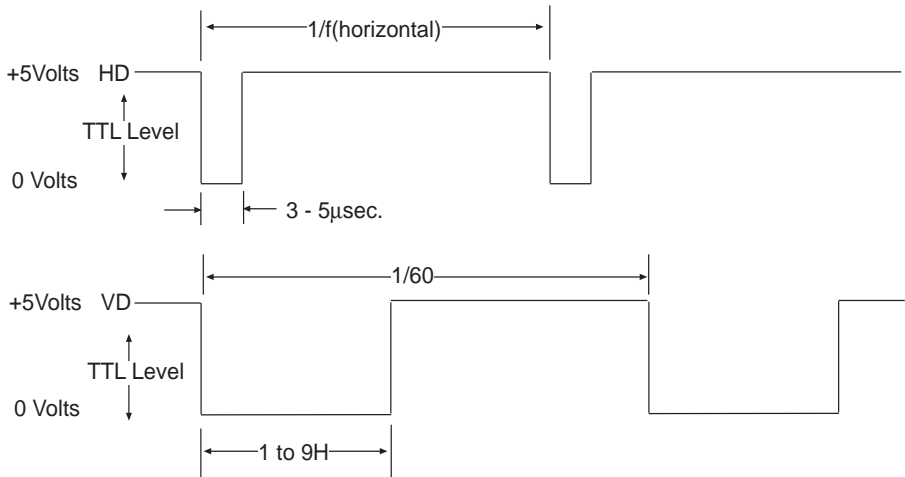 1/f(horizontal)
+5Volts HD
TTL Level
0 Volts
3 - 5μsec.
1/60
+5Volts VD
TTL Level
0 Volts
1 to 9H